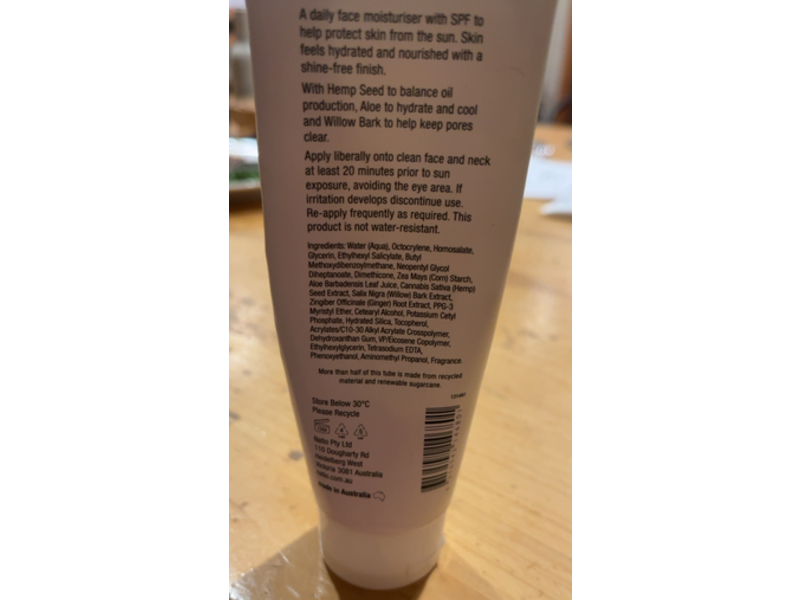 A daily face moisturiser with SPF to
help protect skin from the sun. Skin
feels hydrated and nourished with a
shine-free finish.
With Hemp Seed to balance oil
production, Aloe to hydrate and cool
and Willow Bark to help keep pores
clear.
Apply liberally onto clean face and neck
at least 20 minutes prior to sun
exposure, avoiding the eye area. If
irritation develops discontinue use.
Re-apply frequently as required. This
product is not water-resistant.
Ingredients: Water (Aqua), Octocrylene, Homosalate,
Glycerin, Ethylhexyl Salicylate, Butyl
Methoxydibenzoylmethane, Neopentyl Glycol
Diheptanoate, Dimethicone, Zea Mays (Corn) Starch,
Aloe Barbadensis Leaf Juice, Cannabis Sativa (Hemp)
Seed Extract, Salix Nigra (Willow) Bark Extract,
Zingiber Officinale (Ginger) Root Extract, PPG-3
Myristyl Ether, Cetearyl Alcohol, Potassium Cetyl
Phosphate, Hydrated Silica, Tocopherol,
Acrylates/C10-30 Alkyl Acrylate Crosspolymer,
Dehydroxanthan Gum, VP/Eicosene Copolymer,
Ethylhexylglycerin, Tetrasodium EDTA,
Phenoxyethanol, Aminomethyl Propanol, Fragrance.
More than half of this tube is made from recycled
material and renewable sugarcane.
Store Below 30°C
Please Recycle
Pty Ltd
110 Dougharty Rd
Heidelberg West
Victoria 3081 Australia
made in Australia